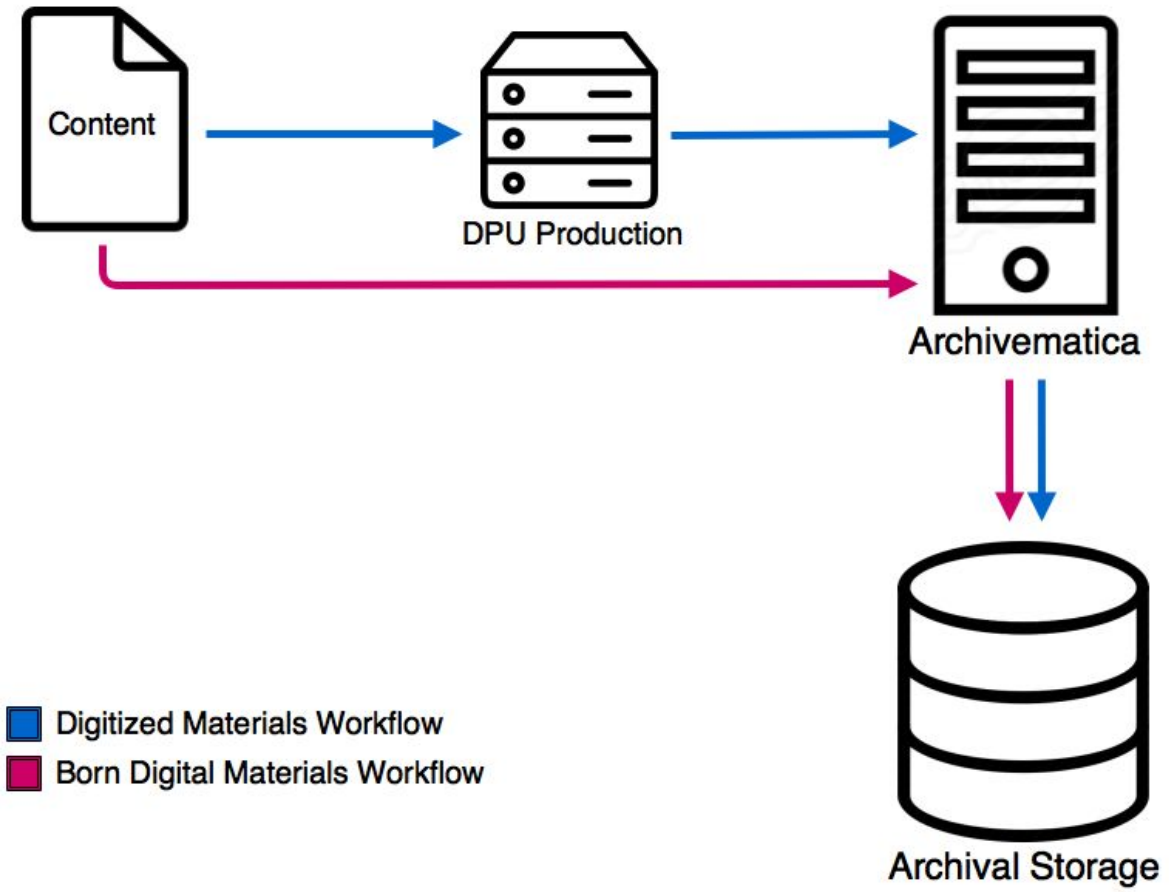 Content
DPU Production
Archivematica
Digitized Materials Workflow
Born Digital Materials Workflow
Archival Storage